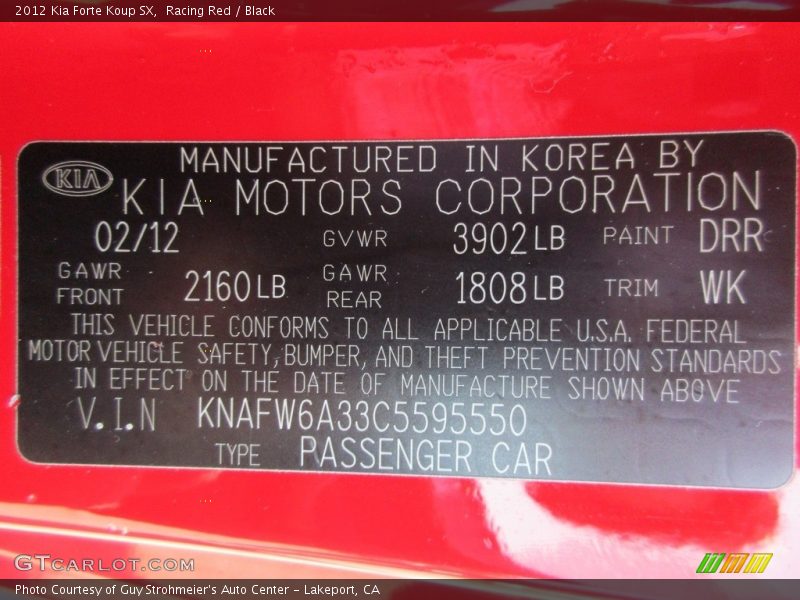 2012 Kia Forte Koup SX,  Racing Red / Black
MANUFACTURED IN KOREA BY
KIA KIA MOTORS CORPORATION
02/12 GVWR 3902LB PAINT DRR
GAWR FRONT 2160LB GAWR REAR 1808LB TRIM WK
THIS VEHICLE CONFORMS TO ALL APPLICABLE U.S.A. FEDERAL
MOTOR VEHICLE SAFETY, BUMPER, AND THEFT PREVENTION STANDARDS
IN EFFECT ON THE DATE OF MANUFACTURE SHOWN ABOVE
V.I.N KNAFW6A33C5595550
TYPE PASSENGER CAR
GTCARLOT.COM
Photo Courtesy of Guy Strohmeier's Auto Center - Lakeport, CA